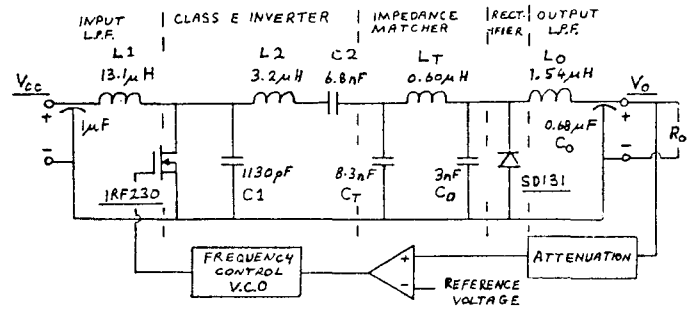 INPUT
L.P.F.
CLASS E INVERTER
IMPEDANCE
MATCHER
RECT-
IFIER
OUTPUT
L.P.F.
L1
13.1μH
L2
3.2μH
C2
6.8nF
LT
0.60μH
LO
1.54μH
VCC
+
-
1μF
IRF230
1130pF
C1
8.3nF
CT
3nF
CD
SD131
0.68μF
CO
VO
+
-
RO
FREQUENCY
CONTROL
V.C.O
+
-
REFERENCE
VOLTAGE
ATTENUATION